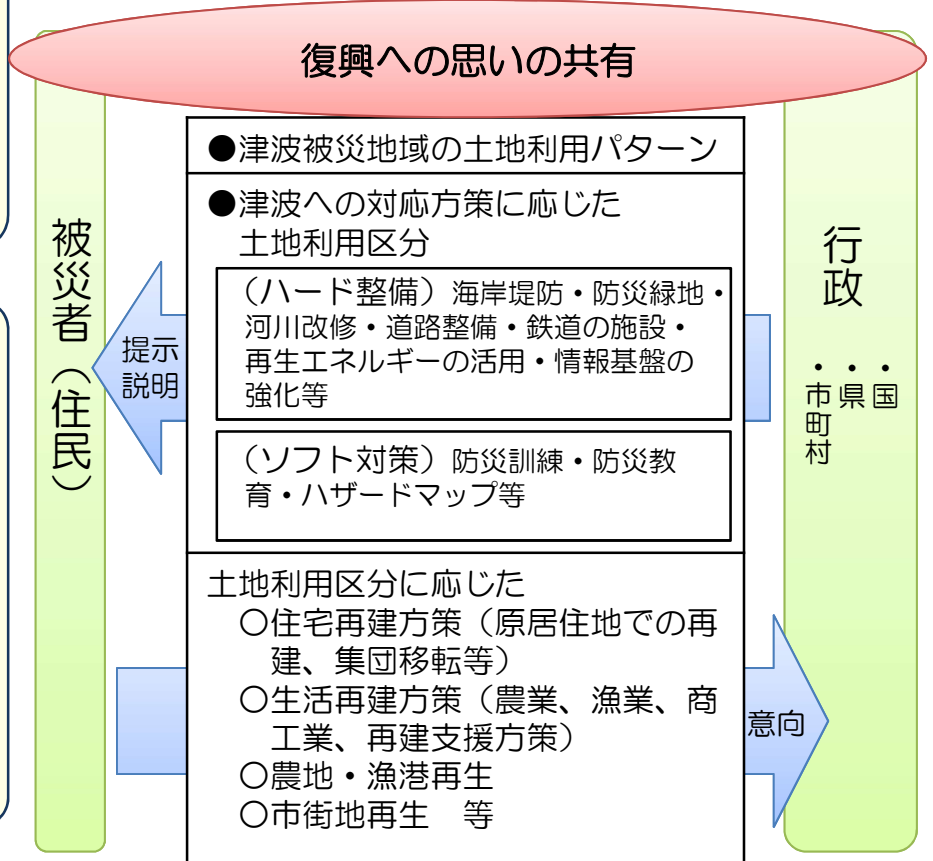 復興への思いの共有
●津波被災地域の土地利用パターン
●津波への対応方策に応じた
土地利用区分
(ハード整備)海岸堤防・防災緑地・
河川改修・道路整備・鉄道の施設・
再生エネルギーの活用・情報基盤の
強化等
(ソフト対策)防災訓練・防災教
育・ハザードマップ等
土地利用区分に応じた
○住宅再建方策(原居住地での再
建、集団移転等)
○生活再建方策(農業、漁業、商
工業、再建支援方策)
○農地・漁港再生
○市街地再生 等
被災者(住民)
提示
説明
意向
行政
・国
・県
・市町村